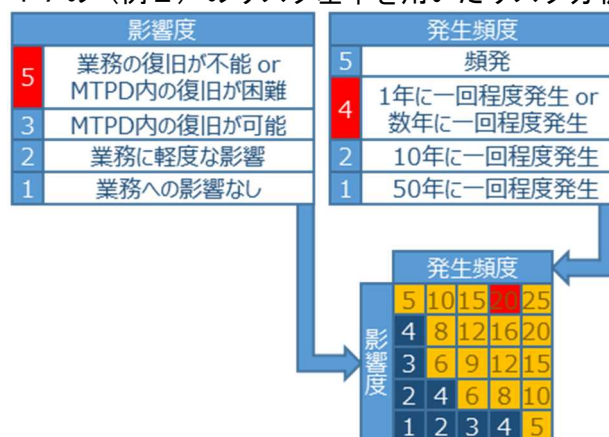 影響度
5
業務の復旧が不能 or
MTPD内の復旧が困難
3 MTPD内の復旧が可能
2 業務に軽度な影響
1 業務への影響なし
発生頻度
5 頻発
4
1年に一回程度発生 or
数年に一回程度発生
2 10年に一回程度発生
1 50年に一回程度発生
発生頻度
影響度
5 10 15 20 25
4 8 12 16 20
3 6 9 12 15
2 4 6 8 10
1 2 3 4 5